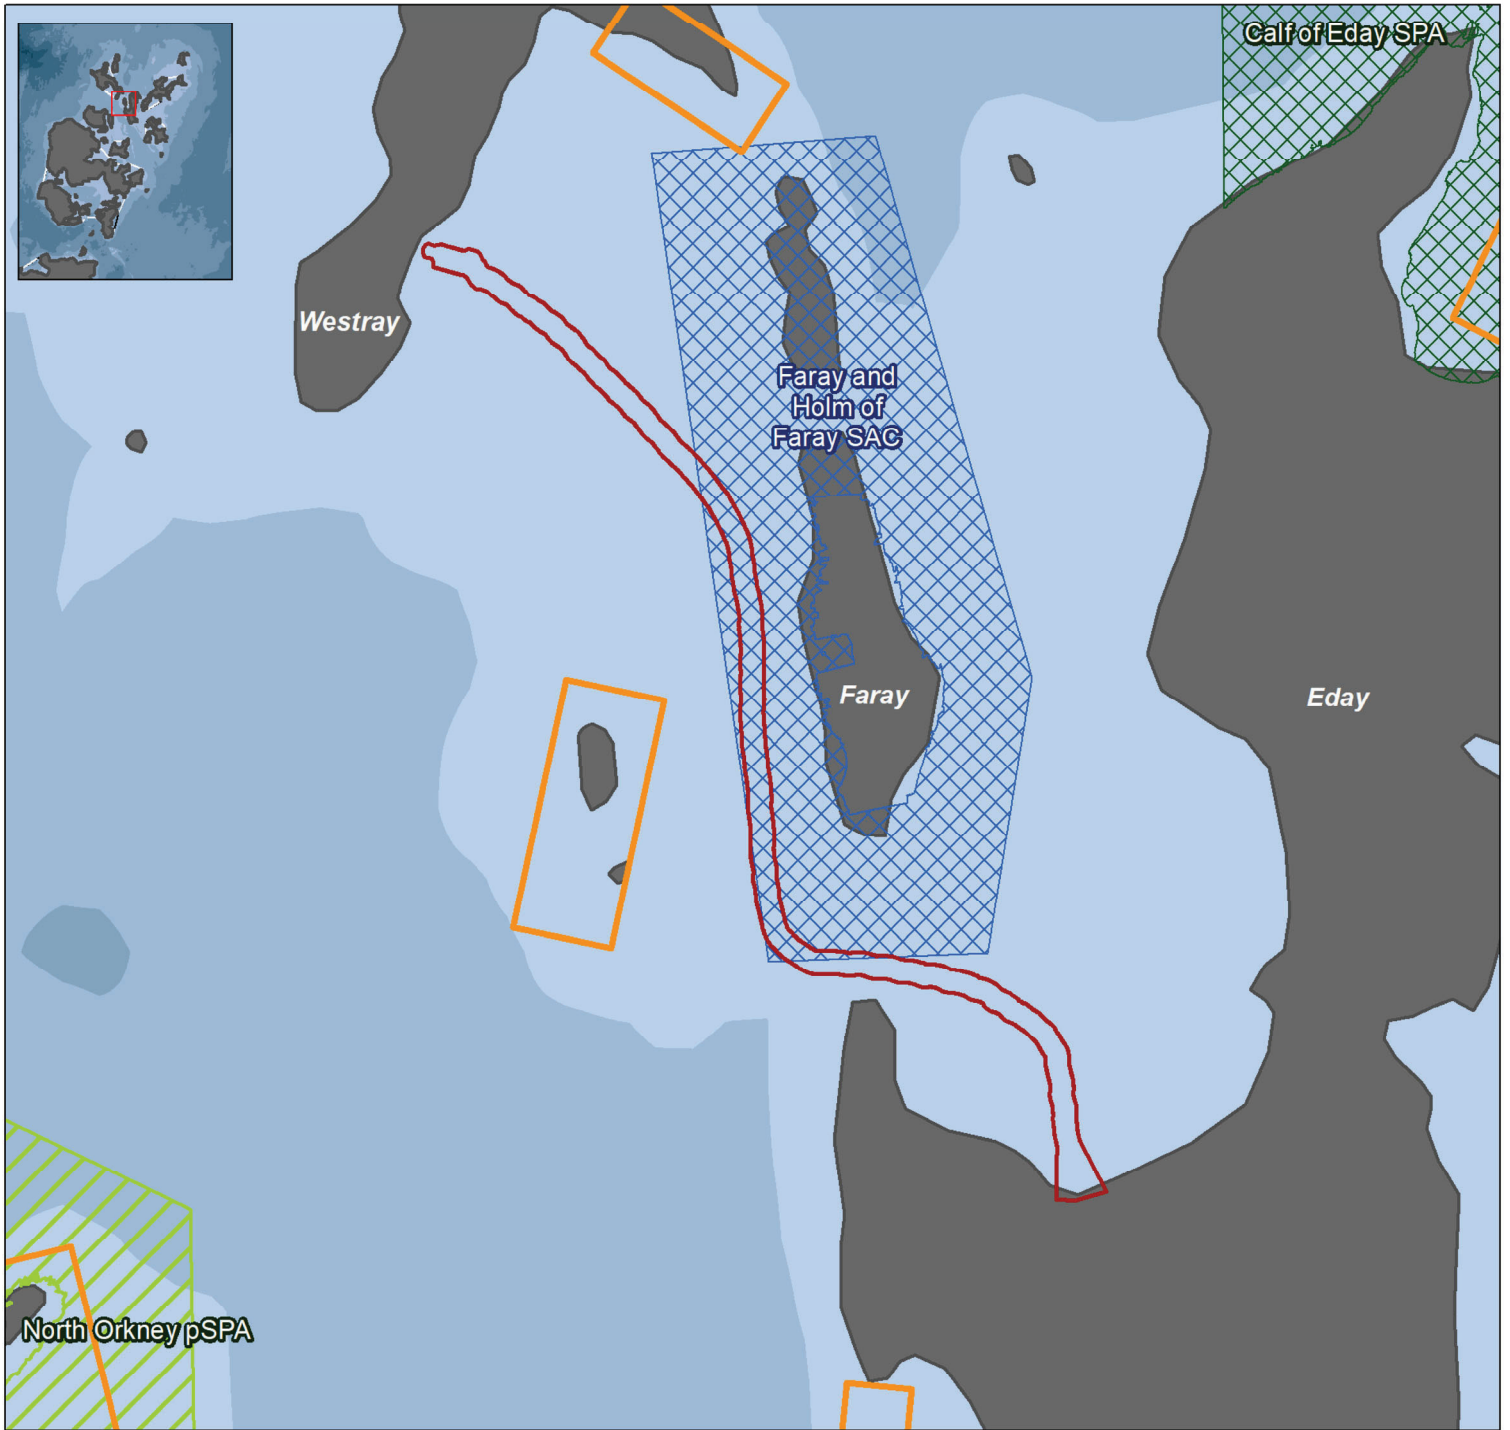 Calf of Eday SPA
Westray
Faray and
Holm of
Faray SAC
Faray
Eday
North Orkney pSPA